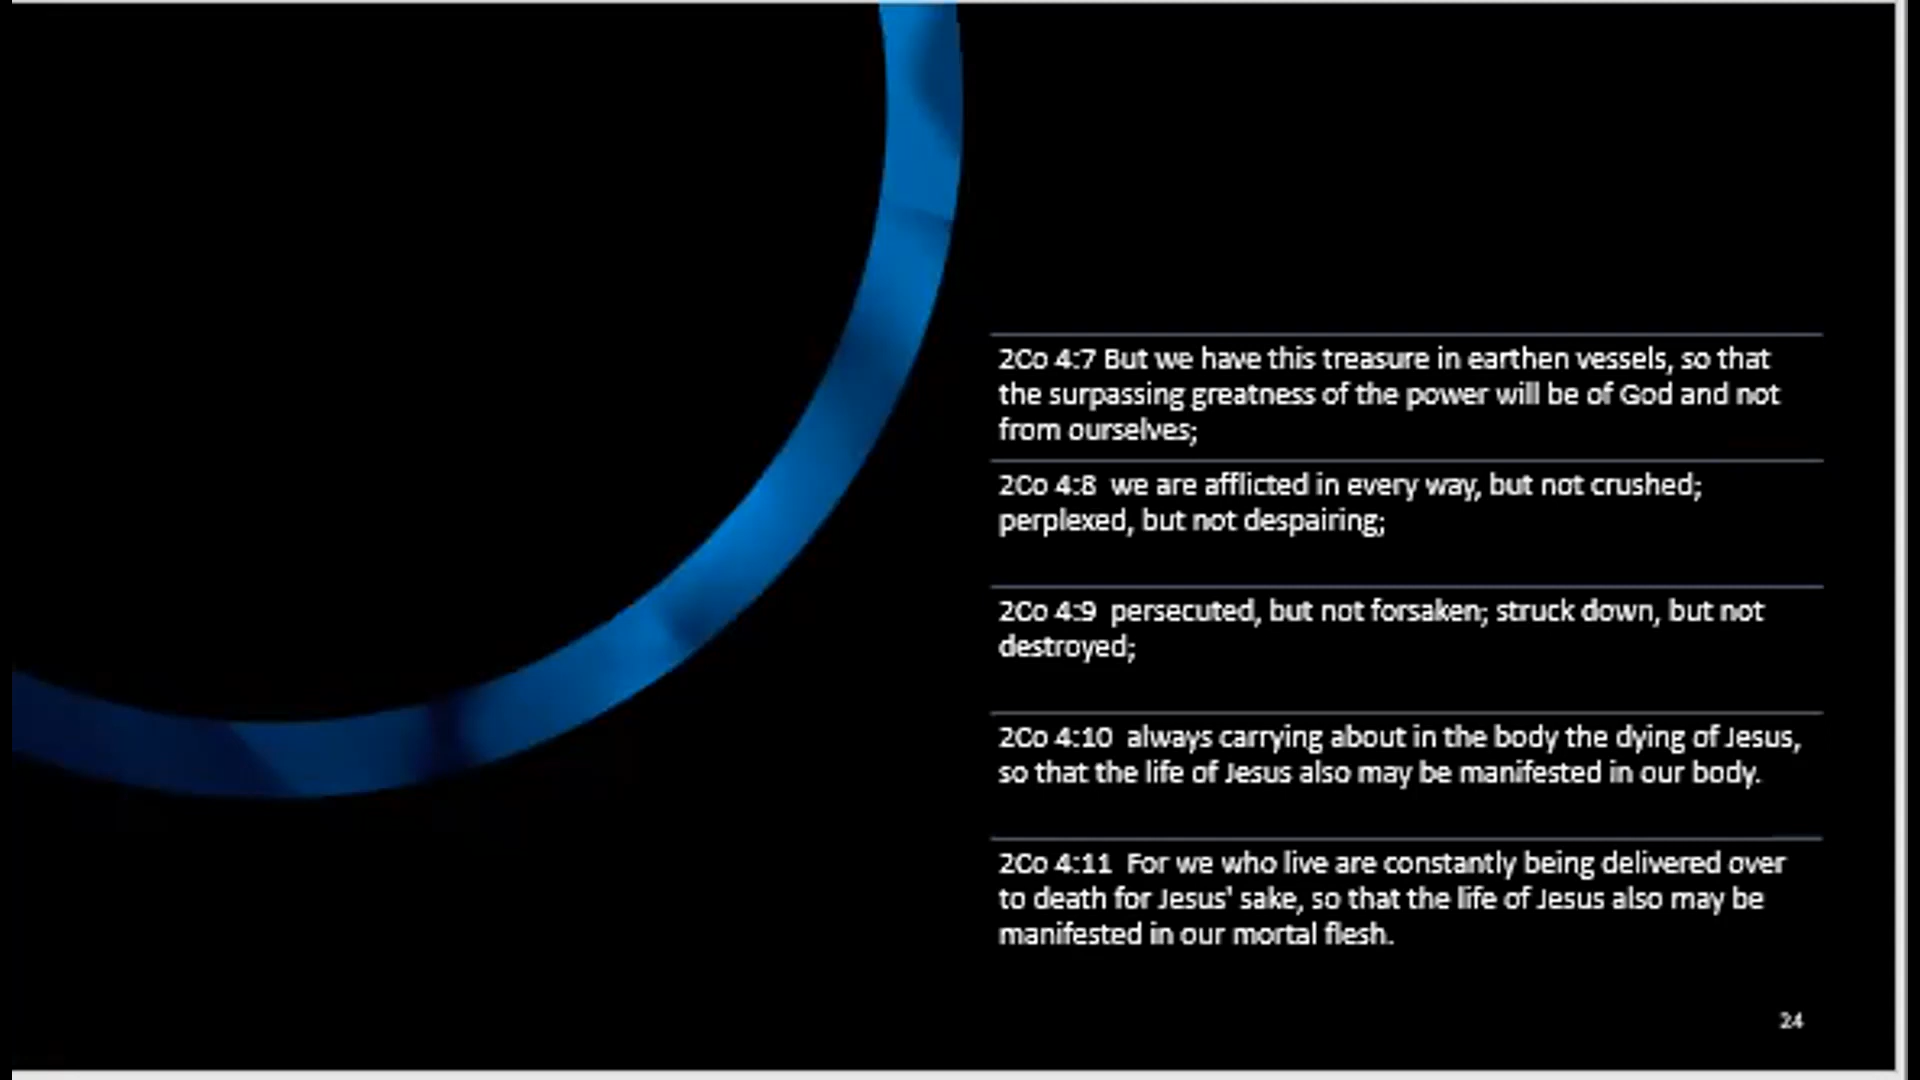 2Co 4:7 But we have this treasure in earthen vessels, so that
the surpassing greatness of the power will be of God and not
from ourselves;
2Co 4:8  we are afflicted in every way, but not crushed;
perplexed, but not despairing;
2Co 4:9  persecuted, but not forsaken; struck down, but not
destroyed;
2Co 4:10  always carrying about in the body the dying of Jesus,
so that the life of Jesus also may be manifested in our body.
2Co 4:11  For we who live are constantly being delivered over
to death for Jesus' sake, so that the life of Jesus also may be
manifested in our mortal flesh.
24